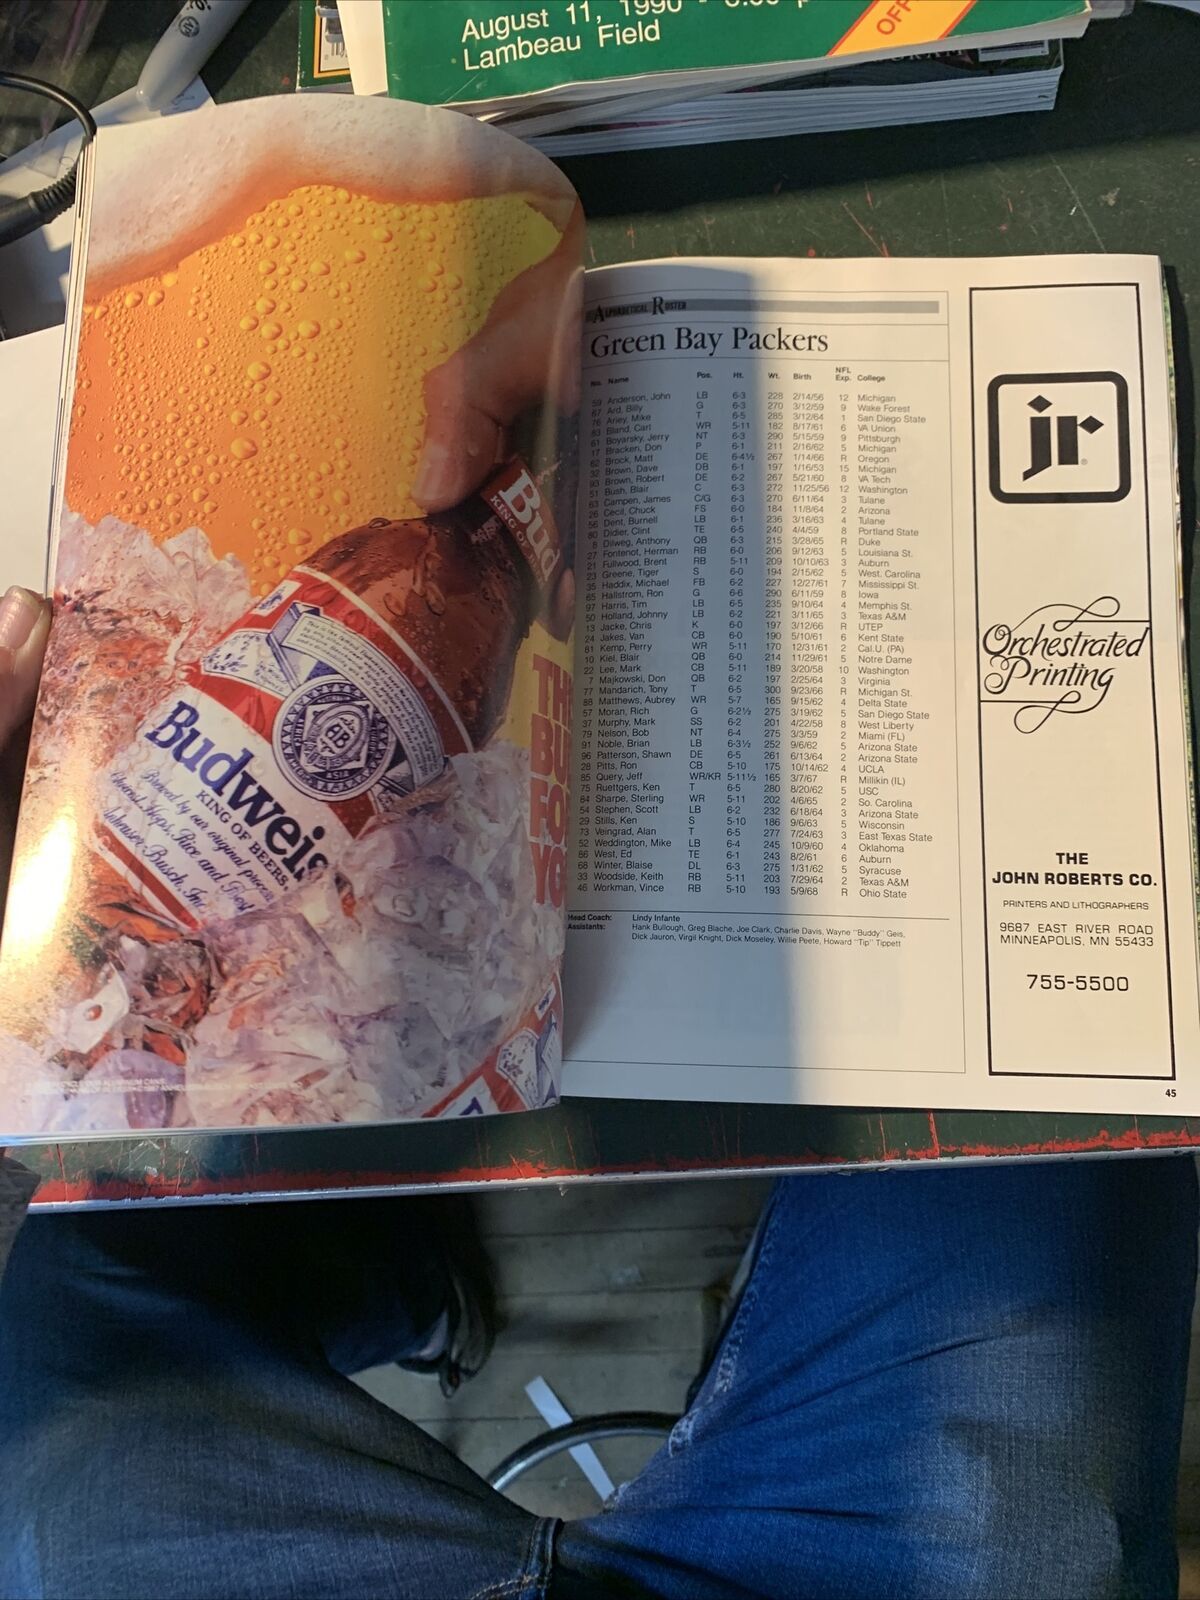 August 11, 1990
Lambeau Field
OFF
Bud
KING OF
Budweis
KING OF BEERS
Brewed by our original process
Hops, Rice and Best
Anheuser-Busch, Inc.
TH
BU
FO
YO
ALPHABETICAL ROSTER
Green Bay Packers
No. Name Pos. Ht. Wt. Birth NFL Exp. College
59 Anderson, John LB 6-3 228 2/14/56 12 Michigan
67 Ard, Billy G 6-3 270 3/12/59 9 Wake Forest
76 Ariey, Mike T 6-5 285 3/12/64 1 San Diego State
83 Bland, Carl WR 5-11 182 8/17/61 6 VA Union
61 Boyarsky, Jerry NT 6-3 290 5/15/59 9 Pittsburgh
17 Bracken, Don P 6-1 211 2/16/62 5 Michigan
62 Brock, Matt DE 6-4½ 267 1/14/66 R Oregon
32 Brown, Dave DB 6-1 197 1/16/53 15 Michigan
93 Brown, Robert DE 6-2 267 5/21/60 8 VA Tech
51 Bush, Blair C 6-3 272 11/25/56 12 Washington
63 Campen, James C/G 6-3 270 6/11/64 3 Tulane
26 Cecil, Chuck FS 6-0 184 11/8/64 2 Arizona
56 Dent, Burnell LB 6-1 236 3/16/63 4 Tulane
80 Didier, Clint TE 6-5 240 4/4/59 8 Portland State
8 Dilweg, Anthony QB 6-3 215 3/28/65 R Duke
27 Fontenot, Herman RB 6-0 206 9/12/63 5 Louisiana St.
21 Fullwood, Brent RB 5-11 209 10/10/63 3 Auburn
23 Greene, Tiger S 6-0 194 2/15/62 5 West. Carolina
35 Haddix, Michael FB 6-2 227 12/27/61 7 Mississippi St.
65 Hallstrom, Ron G 6-6 290 6/11/59 8 Iowa
97 Harris, Tim LB 6-5 235 9/10/64 4 Memphis St.
50 Holland, Johnny LB 6-2 221 3/11/65 3 Texas A&M
13 Jacke, Chris K 6-0 197 3/12/66 R UTEP
24 Jakes, Van CB 6-0 190 5/10/61 6 Kent State
81 Kemp, Perry WR 5-11 170 12/31/61 2 Cal.U. (PA)
10 Kiel, Blair QB 6-0 214 11/29/61 5 Notre Dame
22 Lee, Mark CB 5-11 189 3/20/58 10 Washington
7 Majkowski, Don QB 6-2 197 2/25/64 3 Virginia
77 Mandarich, Tony T 6-5 300 9/23/66 R Michigan St.
88 Matthews, Aubrey WR 5-7 165 9/15/62 4 Delta State
57 Moran, Rich G 6-2½ 275 3/19/62 5 San Diego State
37 Murphy, Mark SS 6-2 201 4/22/58 8 West Liberty
79 Nelson, Bob NT 6-4 275 3/3/59 2 Miami (FL)
91 Noble, Brian LB 6-3½ 252 9/6/62 5 Arizona State
96 Patterson, Shawn DE 6-5 261 6/13/64 2 Arizona State
28 Pitts, Ron CB 5-10 175 10/14/62 4 UCLA
85 Query, Jeff WR/KR 5-11½ 165 3/7/67 R Millikin (IL)
75 Ruettgers, Ken T 6-5 280 8/20/62 5 USC
84 Sharpe, Sterling WR 5-11 202 4/6/65 2 So. Carolina
54 Stephen, Scott LB 6-2 232 6/18/64 3 Arizona State
29 Stills, Ken S 5-10 186 9/6/63 5 Wisconsin
73 Veingrad, Alan T 6-5 277 7/24/63 3 East Texas State
52 Weddington, Mike LB 6-4 245 10/9/60 4 Oklahoma
86 West, Ed TE 6-1 243 8/2/61 6 Auburn
68 Winter, Blaise DL 6-3 275 1/31/62 5 Syracuse
33 Woodside, Keith RB 5-11 203 7/29/64 2 Texas A&M
46 Workman, Vince RB 5-10 193 5/9/68 R Ohio State
Head Coach: Lindy Infante
Assistants: Hank Bullough, Greg Blache, Joe Clark, Charlie Davis, Wayne "Buddy" Geis,
Dick Jauron, Virgil Knight, Dick Moseley, Willie Peete, Howard "Tip" Tippett
jr
Orchestrated
Printing
THE
JOHN ROBERTS CO.
PRINTERS AND LITHOGRAPHERS
9687 EAST RIVER ROAD
MINNEAPOLIS, MN 55433
755-5500
45